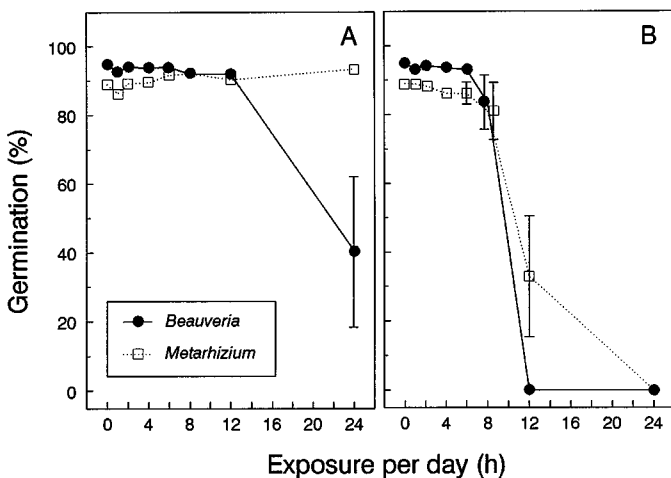 A
B
100
80
60
40
20
0
Germination (%)
Beauveria
Metarhizium
0 4 8 12 16 20 24
0 4 8 12 16 20 24
Exposure per day (h)